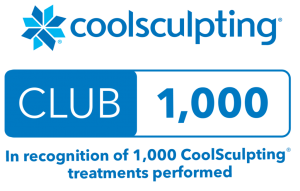 coolsculpting®
CLUB 1,000
In recognition of 1,000 CoolSculpting®
treatments performed